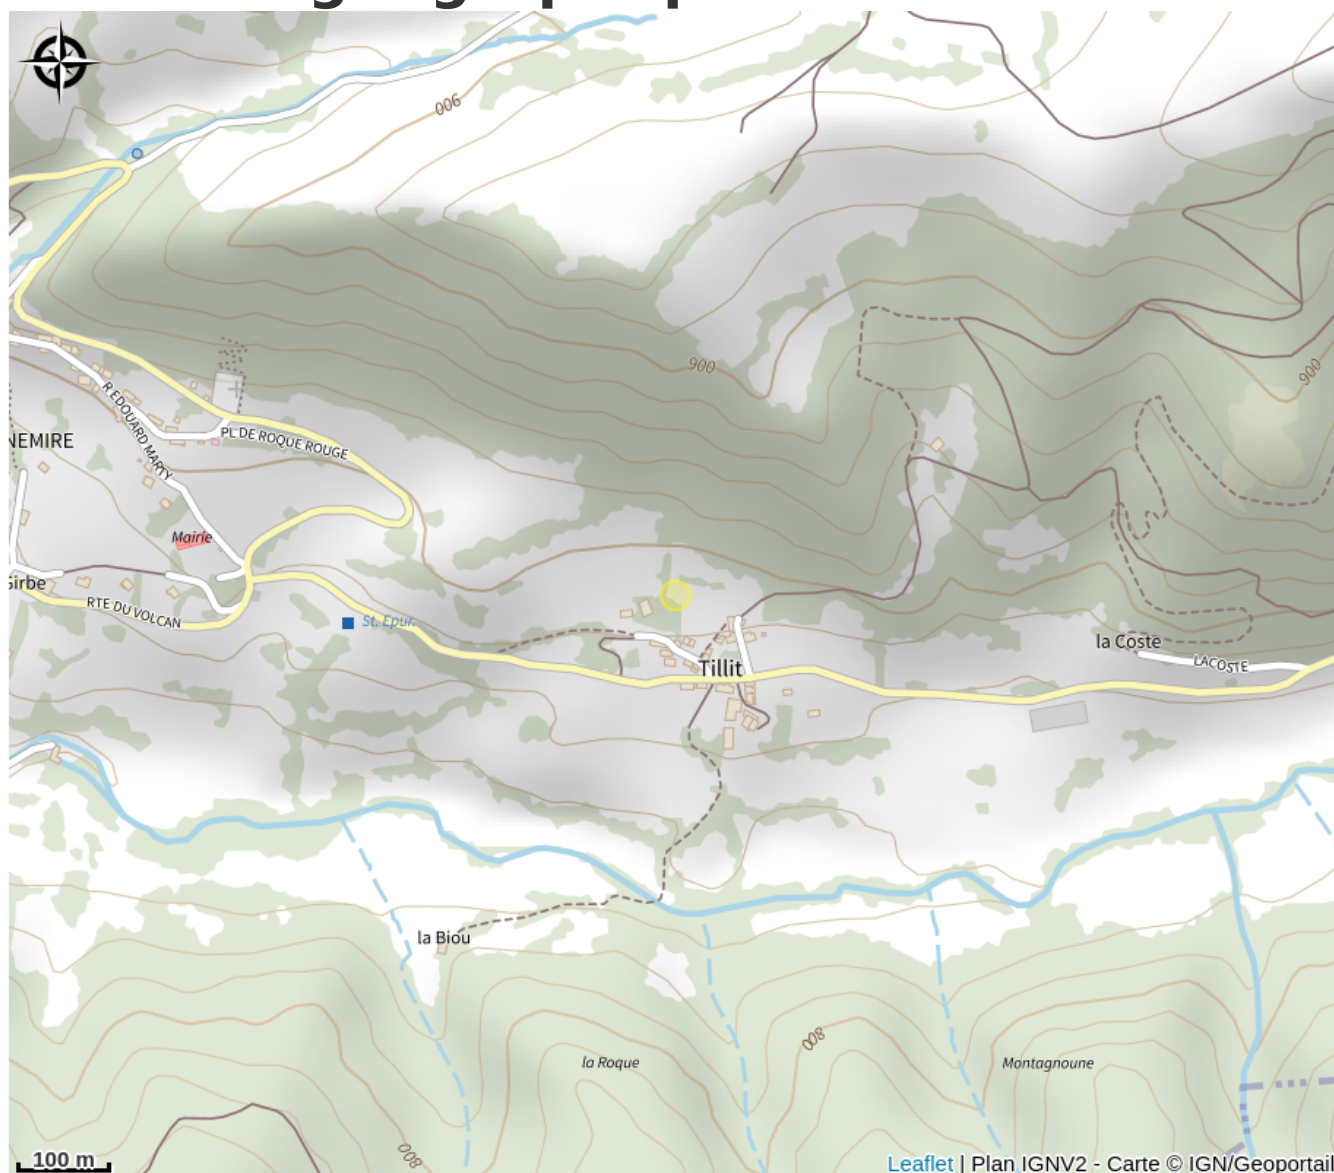 900
R EDOUARD MARTY
PL DE ROQUE ROUGE
900
900
NEMIRE
Mairie
Girbe
RTE DU VOLCAN
St. Epur.
Tillit
la Coste
LACOSTE
la Biou
la Roque
800
Montagnoune
800
100 m
Leaflet | Plan IGNV2 - Carte © IGN/Geoportail